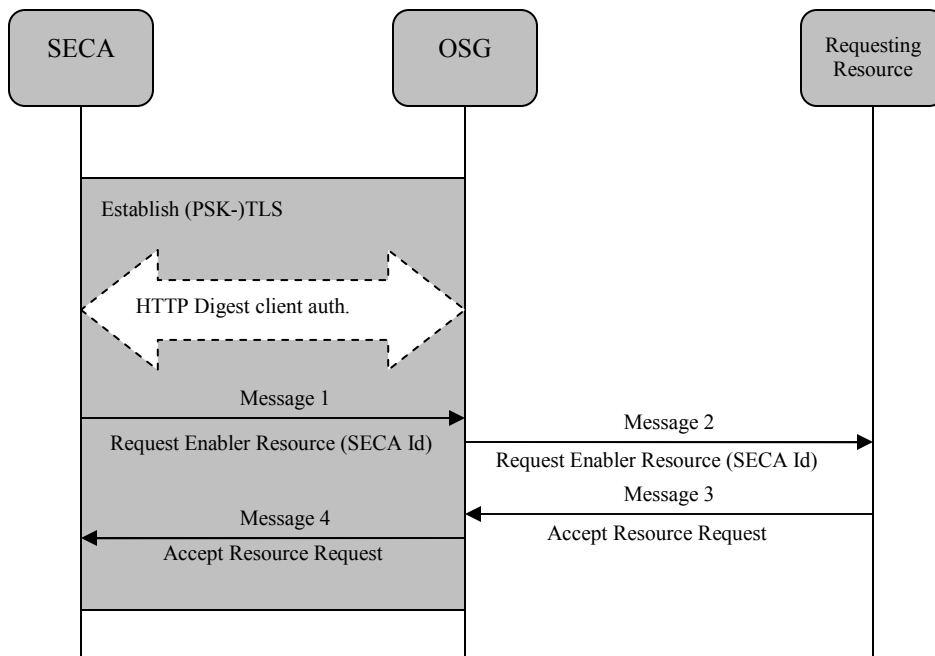 SECA
OSG
Requesting
Resource
Establish (PSK-)TLS
HTTP Digest client auth.
Message 1
Request Enabler Resource (SECA Id)
Message 2
Request Enabler Resource (SECA Id)
Message 3
Accept Resource Request
Message 4
Accept Resource Request